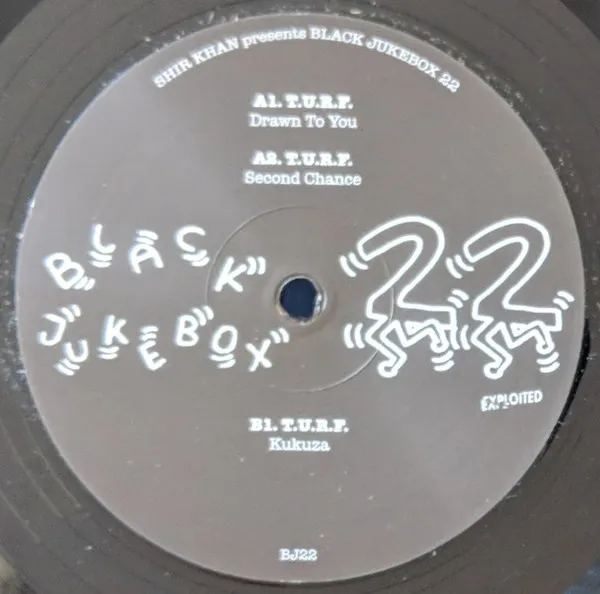 SHIR KHAN presents BLACK JUKEBOX 22
A1. T.U.R.F.
Drawn To You
A2. T.U.R.F.
Second Chance
BLACK
JUKEBOX
22
EXPLOITED
B1. T.U.R.F.
Kukuza
BJ22